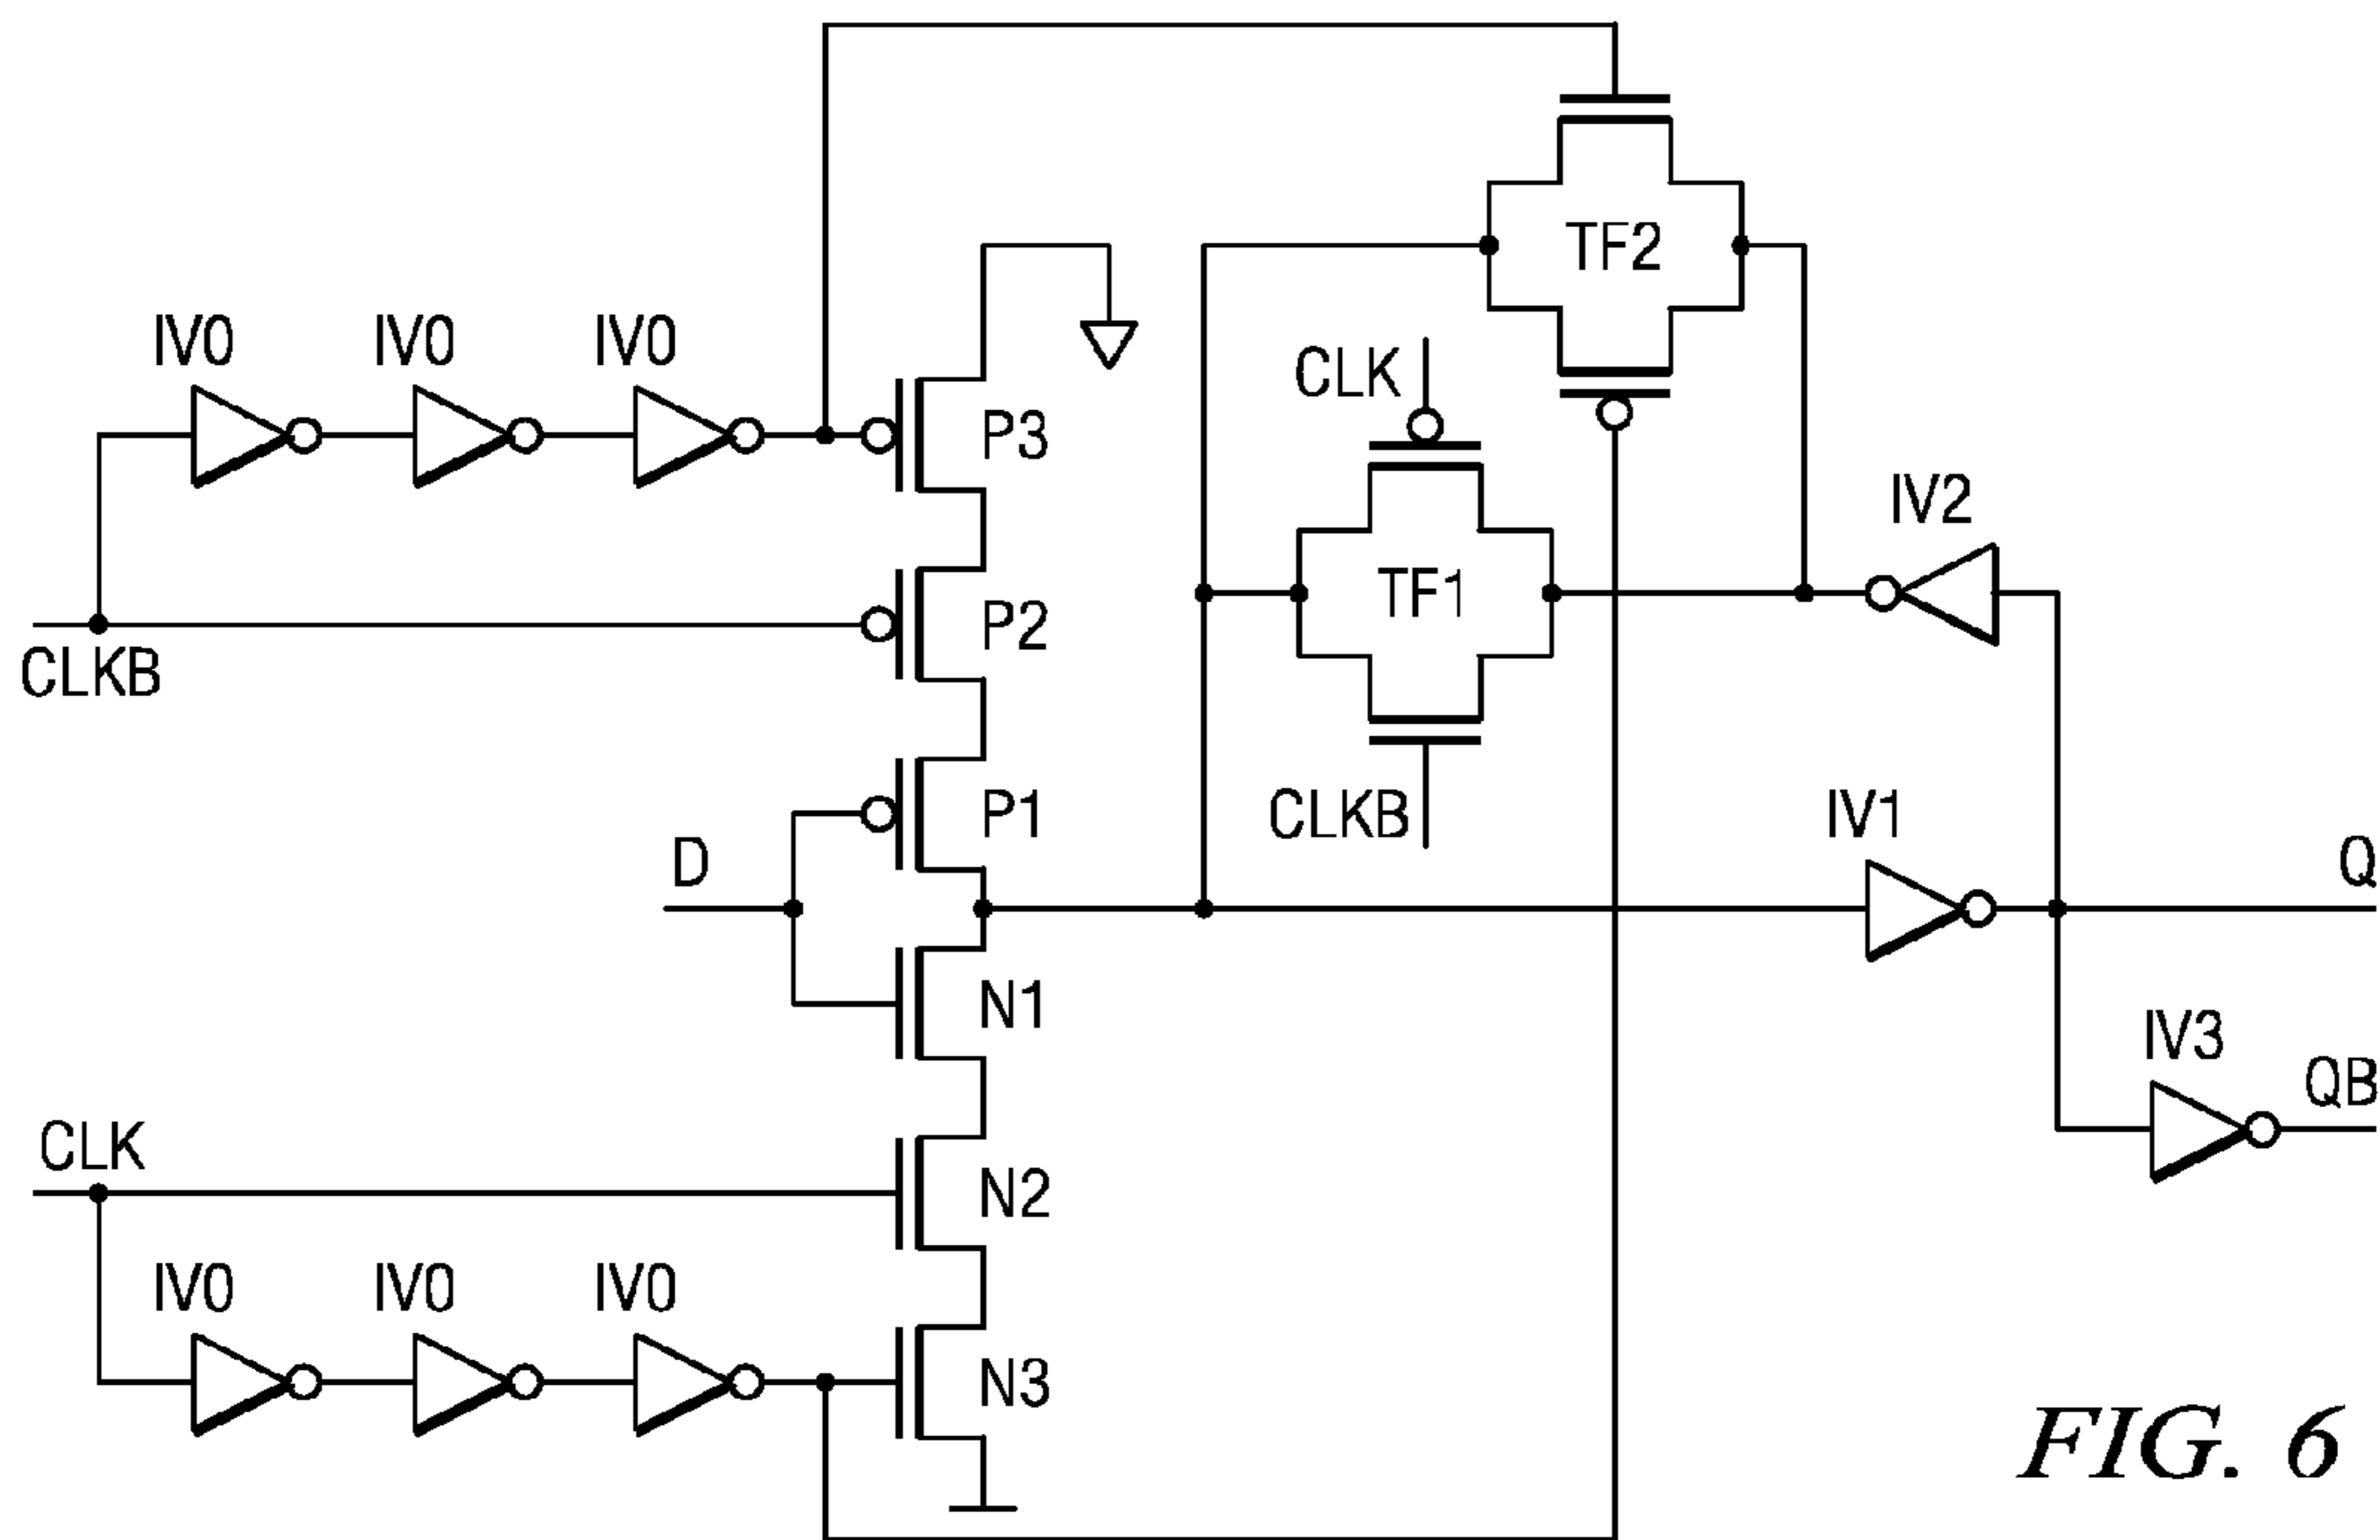 TF2
IV0 IV0 IV0
CLK
P3
IV2
TF1
P2
CLKB
CLKB
P1
IV1
D
Q
N1
IV3
QB
CLK
N2
IV0 IV0 IV0
N3
FIG. 6